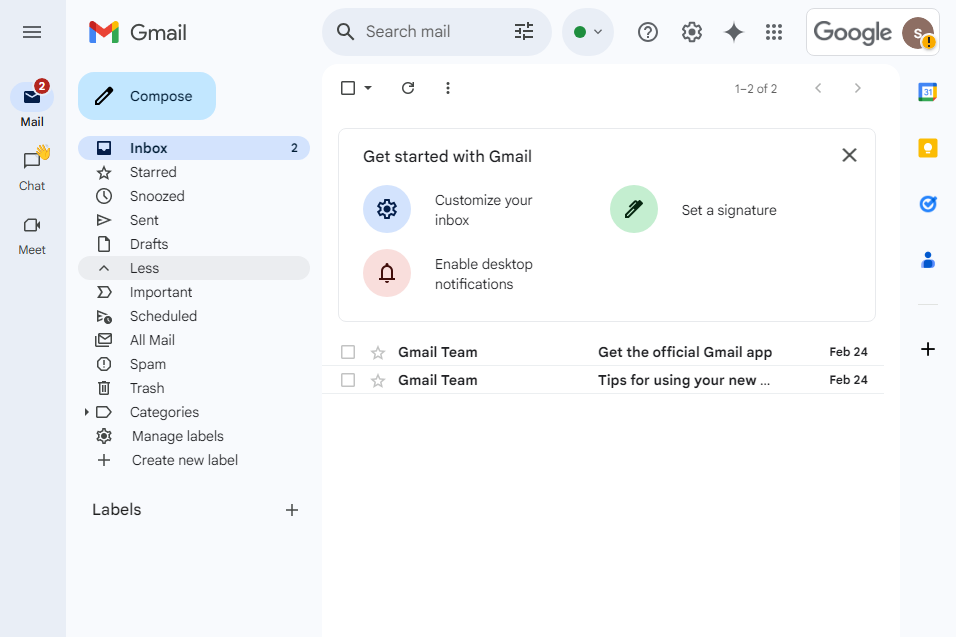 Gmail
Search mail
Google
S
2
Mail
Chat
Meet
Compose
Inbox 2
Starred
Snoozed
Sent
Drafts
Less
Important
Scheduled
All Mail
Spam
Trash
Categories
Manage labels
Create new label
Labels
1–2 of 2
Get started with Gmail
Customize your
inbox
Set a signature
Enable desktop
notifications
Gmail Team Get the official Gmail app Feb 24
Gmail Team Tips for using your new ... Feb 24
31